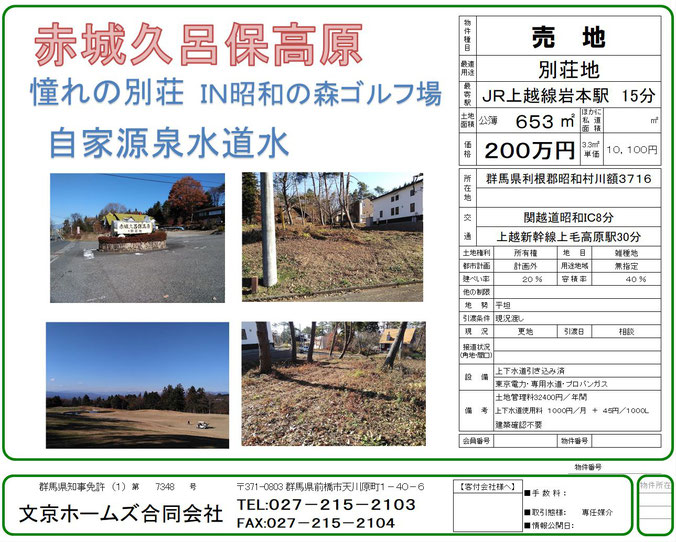 赤城久呂保高原
憧れの別荘 IN昭和の森ゴルフ場
自家源泉水道水
赤城久呂保高原
物件種目 売 地
最適用途 別荘地
最寄駅 JR上越線岩本駅 15分
土地面積 公簿 653㎡ ほかに私道面積 ㎡
価格 200万円 3.3㎡単価 10,100円
所在地 群馬県利根郡昭和村川額3716
交通 関越道昭和IC8分
上越新幹線上毛高原駅30分
土地権利 所有権 地目 雑種地
都市計画 計画外 用途地域 無指定
建ぺい率 20% 容積率 40%
他の制限
地勢 平坦
引渡条件 現況渡し
現況 更地 引渡日 相談
接道状況(角地・間口)
設備 上下水道引き込み済
東京電力・専用水道・プロパンガス
備考 土地管理料32400円/年間
上下水道使用料 1000円/月 + 45円/1000L
建築確認不要
会員番号 物件番号
物件番号
群馬県知事免許 (1) 第 7348 号
文京ホームズ合同会社
〒371-0803 群馬県前橋市天川原町1-40-6
TEL:027-215-2103
FAX:027-215-2104
【客付会社様へ】
■手数料:
■取引態様: 専任媒介
■情報公開日:
物件所在